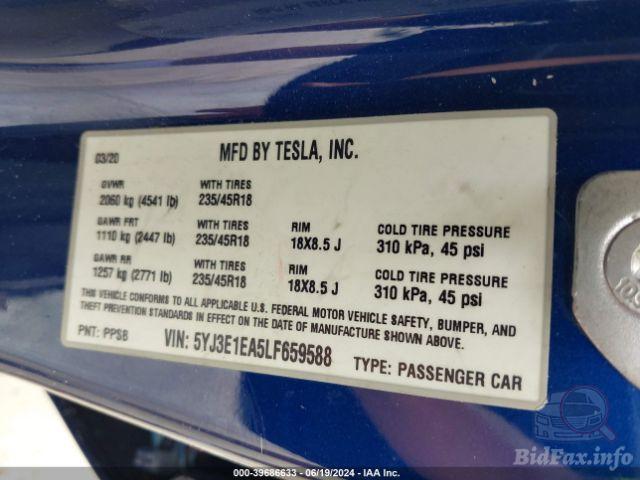 03/20 MFD BY TESLA, INC.
GVWR WITH TIRES
2060 kg (4541 lb) 235/45R18
GAWR FRT WITH TIRES RIM COLD TIRE PRESSURE
1110 kg (2447 lb) 235/45R18 18X8.5 J 310 kPa, 45 psi
GAWR RR WITH TIRES RIM COLD TIRE PRESSURE
1257 kg (2771 lb) 235/45R18 18X8.5 J 310 kPa, 45 psi
THIS VEHICLE CONFORMS TO ALL APPLICABLE U.S. FEDERAL MOTOR VEHICLE SAFETY, BUMPER, AND
THEFT PREVENTION STANDARDS IN EFFECT ON THE DATE OF MANUFACTURE SHOWN ABOVE.
PNT: PPSB VIN: 5YJ3E1EA5LF659588 TYPE: PASSENGER CAR
BidFax.info
000-39686633 - 06/19/2024 - IAA Inc.